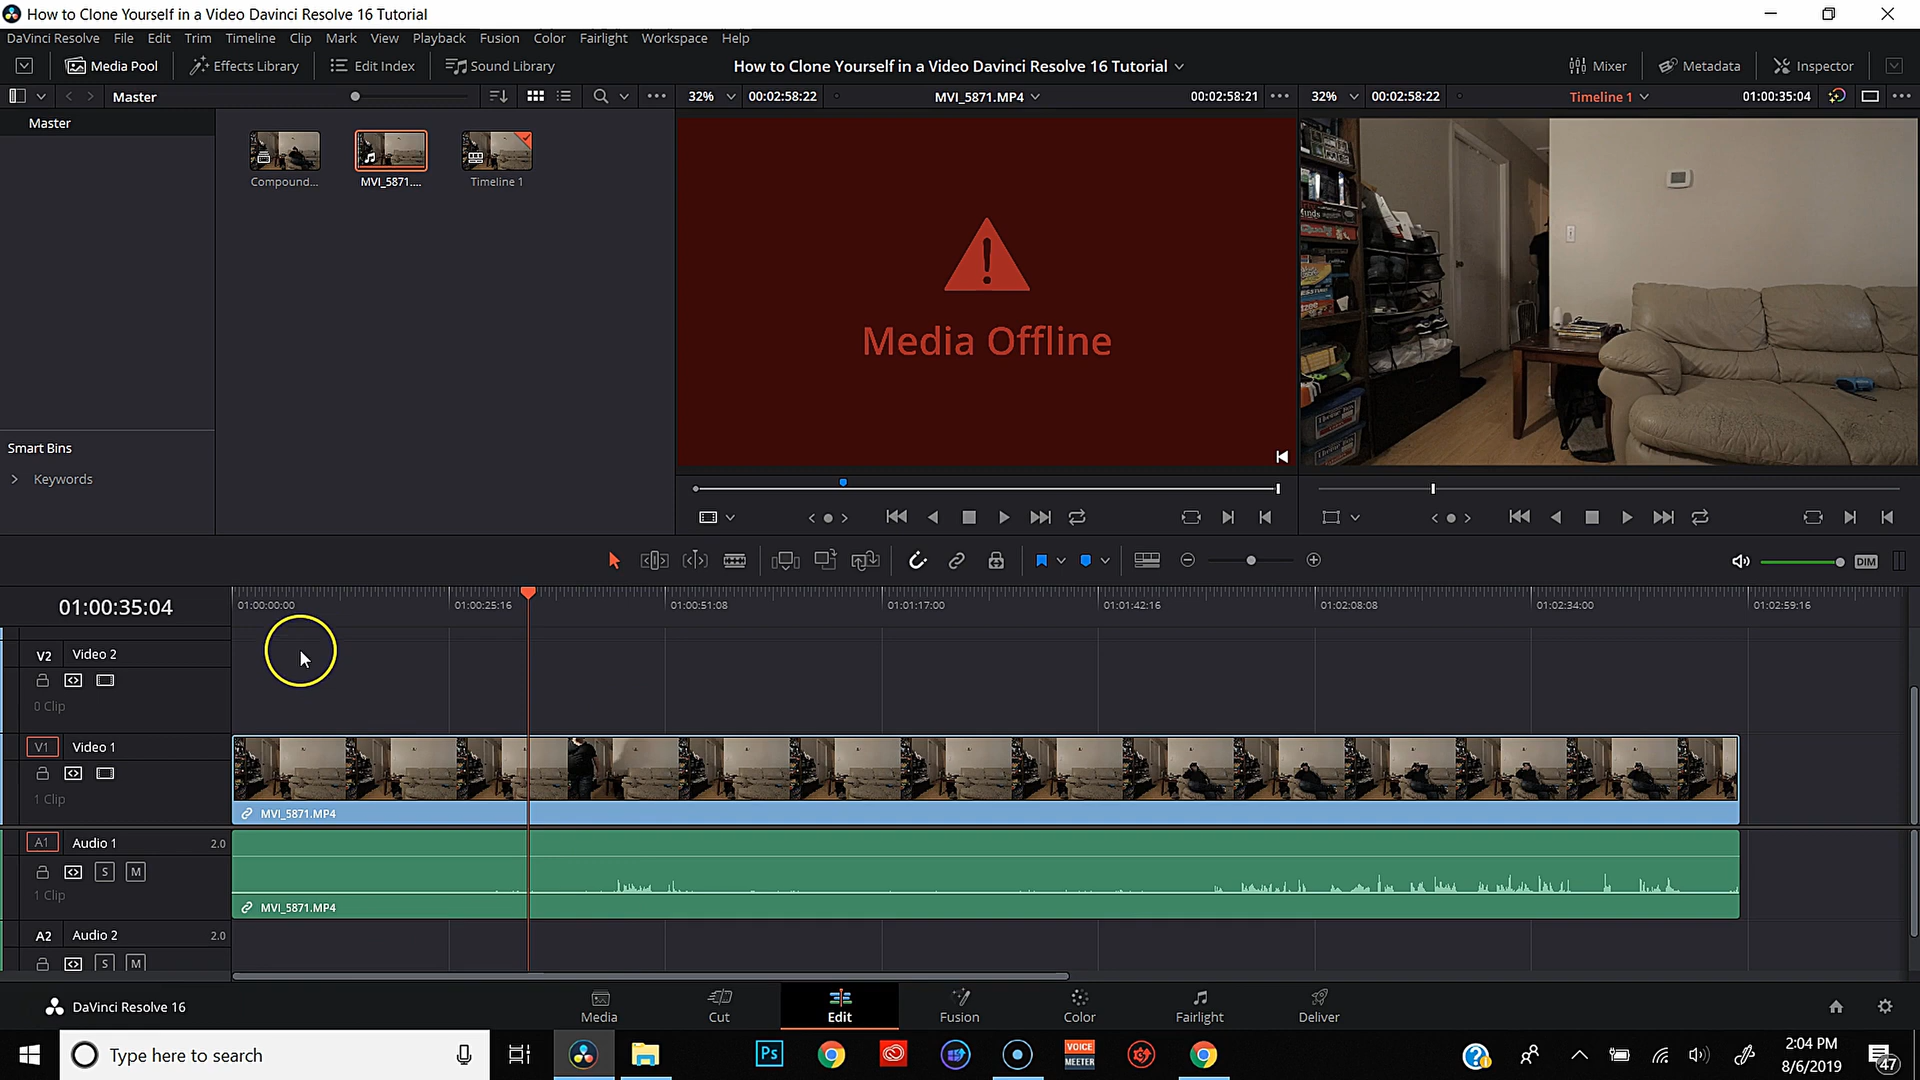 How to Clone Yourself in a Video Davinci Resolve 16 Tutorial
DaVinci Resolve File Edit Trim Timeline Clip Mark View Playback Fusion Color Fairlight Workspace Help
Media Pool Effects Library Edit Index Sound Library How to Clone Yourself in a Video Davinci Resolve 16 Tutorial Mixer Metadata Inspector
Master 32% 00:02:58:22 MVI_5871.MP4 00:02:58:21 32% 00:02:58:22 Timeline 1 01:00:35:04
Master
Compound... MVI_5871.... Timeline 1
Media Offline
Smart Bins
Keywords
DIM
01:00:35:04
01:00:00:00 01:00:25:16 01:00:51:08 01:01:17:00 01:01:42:16 01:02:08:08 01:02:34:00 01:02:59:16
V2 Video 2
0 Clip
V1 Video 1
1 Clip
MVI_5871.MP4
A1 Audio 1 2.0
S M
1 Clip
MVI_5871.MP4
A2 Audio 2 2.0
S M
DaVinci Resolve 16
Media Cut Edit Fusion Color Fairlight Deliver
Type here to search
Ps
VOICE
MEETER
2:04 PM
8/6/2019
47